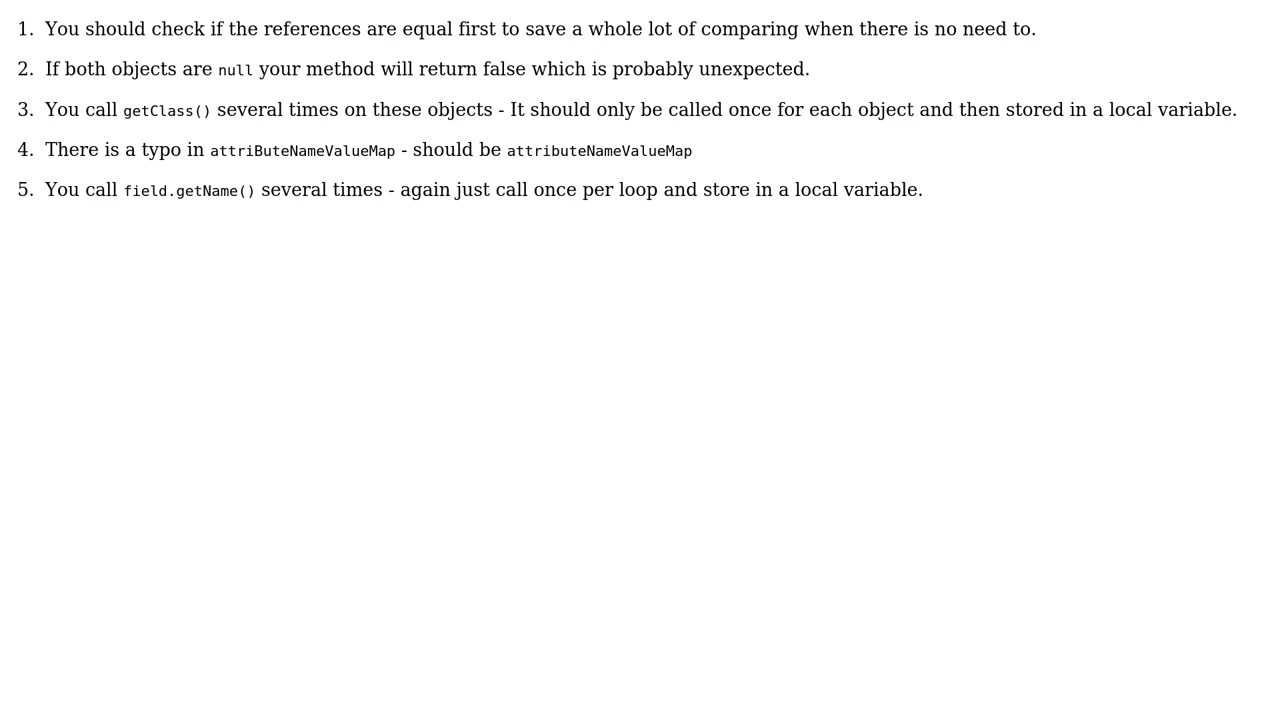 1. You should check if the references are equal first to save a whole lot of comparing when there is no need to.
2. If both objects are null your method will return false which is probably unexpected.
3. You call getClass() several times on these objects - It should only be called once for each object and then stored in a local variable.
4. There is a typo in attriButeNameValueMap - should be attributeNameValueMap
5. You call field.getName() several times - again just call once per loop and store in a local variable.